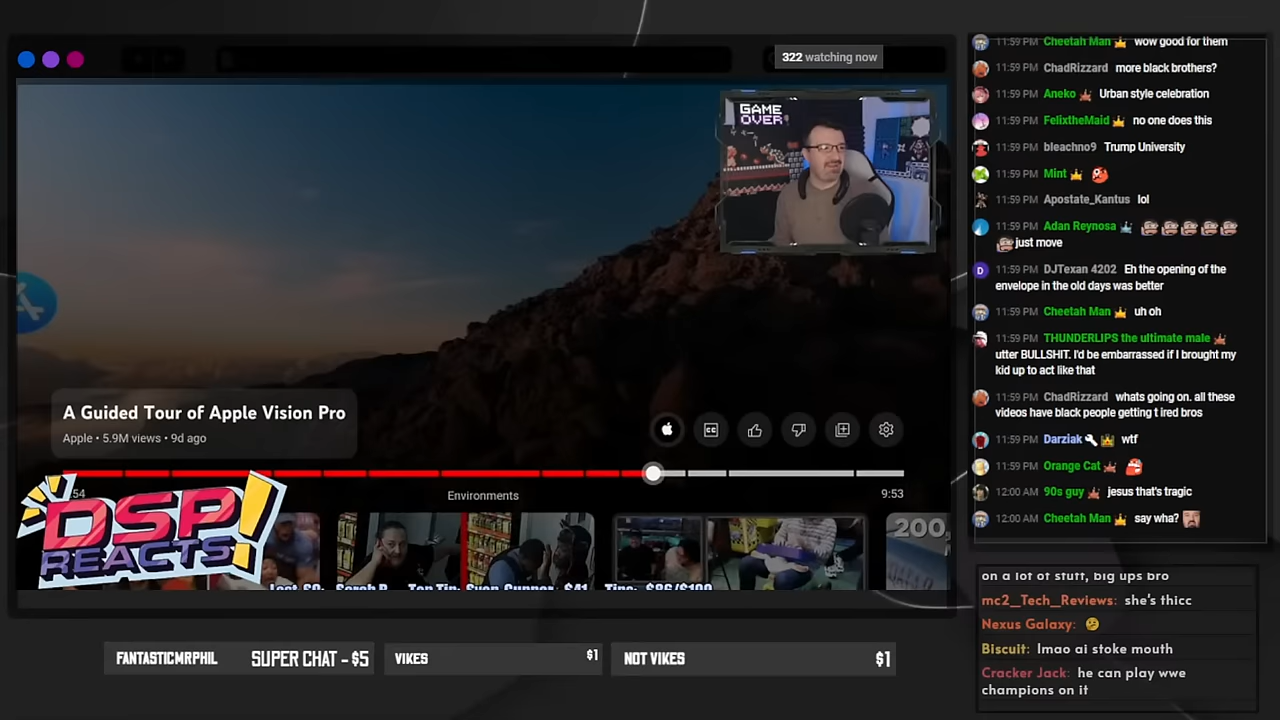 322 watching now
GAME
OVER
A Guided Tour of Apple Vision Pro
Apple • 5.9M views • 9d ago
CC
:54
Environments
9:53
DSP
REACTS!
200,
Tips: $86/$100
FANTASTICMRPHIL SUPER CHAT - $5
VIKES $1
NOT VIKES $1
11:59 PM Cheetah Man wow good for them
11:59 PM ChadRizzard more black brothers?
11:59 PM Aneko Urban style celebration
11:59 PM FelixtheMaid no one does this
11:59 PM bleachno9 Trump University
11:59 PM Mint
11:59 PM Apostate_Kantus lol
11:59 PM Adan Reynosa
just move
D 11:59 PM DJTexan 4202 Eh the opening of the
envelope in the old days was better
11:59 PM Cheetah Man uh oh
11:59 PM THUNDERLIPS the ultimate male
utter BULLSHIT. I'd be embarrassed if I brought my
kid up to act like that
11:59 PM ChadRizzard whats going on. all these
videos have black people getting t ired bros
11:59 PM Darziak wtf
11:59 PM Orange Cat
12:00 AM 90s guy jesus that's tragic
12:00 AM Cheetah Man say wha?
on a lot of stuff, big ups bro
mc2_Tech_Reviews: she's thicc
Nexus Galaxy:
Biscuit: lmao ai stoke mouth
Cracker Jack: he can play wwe
champions on it